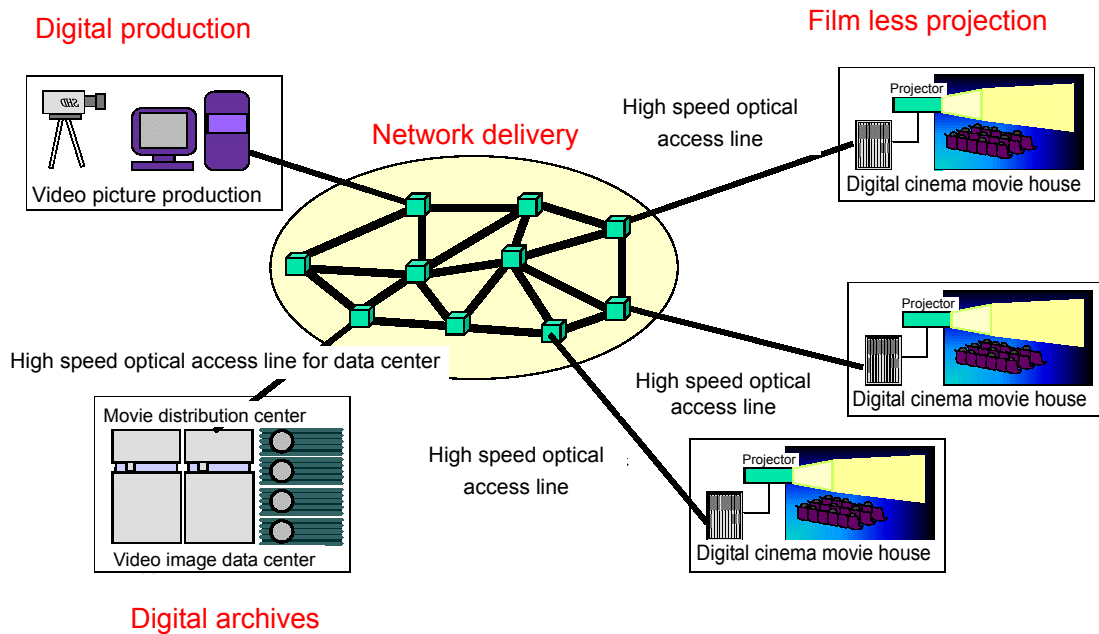 Digital production
Film less projection
Video picture production
Network delivery
High speed optical
access line
Projector
Digital cinema movie house
High speed optical access line for data center
Projector
Digital cinema movie house
High speed optical
access line
Movie distribution center
Video image data center
High speed optical
access line
;
Projector
Digital cinema movie house
Digital archives